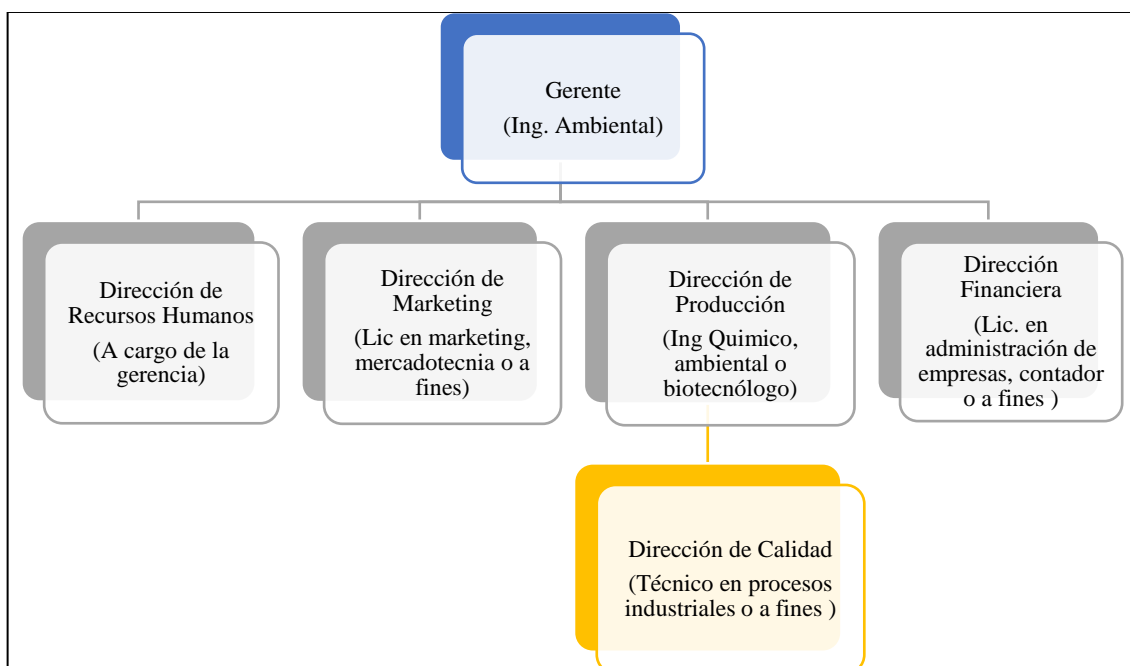 Gerente
(Ing. Ambiental)
Dirección de
Recursos Humanos
(A cargo de la
gerencia)
Dirección de
Marketing
(Lic en marketing,
mercadotecnia o a
fines)
Dirección de
Producción
(Ing Quimico,
ambiental o
biotecnólogo)
Dirección
Financiera
(Lic. en
administración de
empresas, contador
o a fines )
Dirección de Calidad
(Técnico en procesos
industriales o a fines )